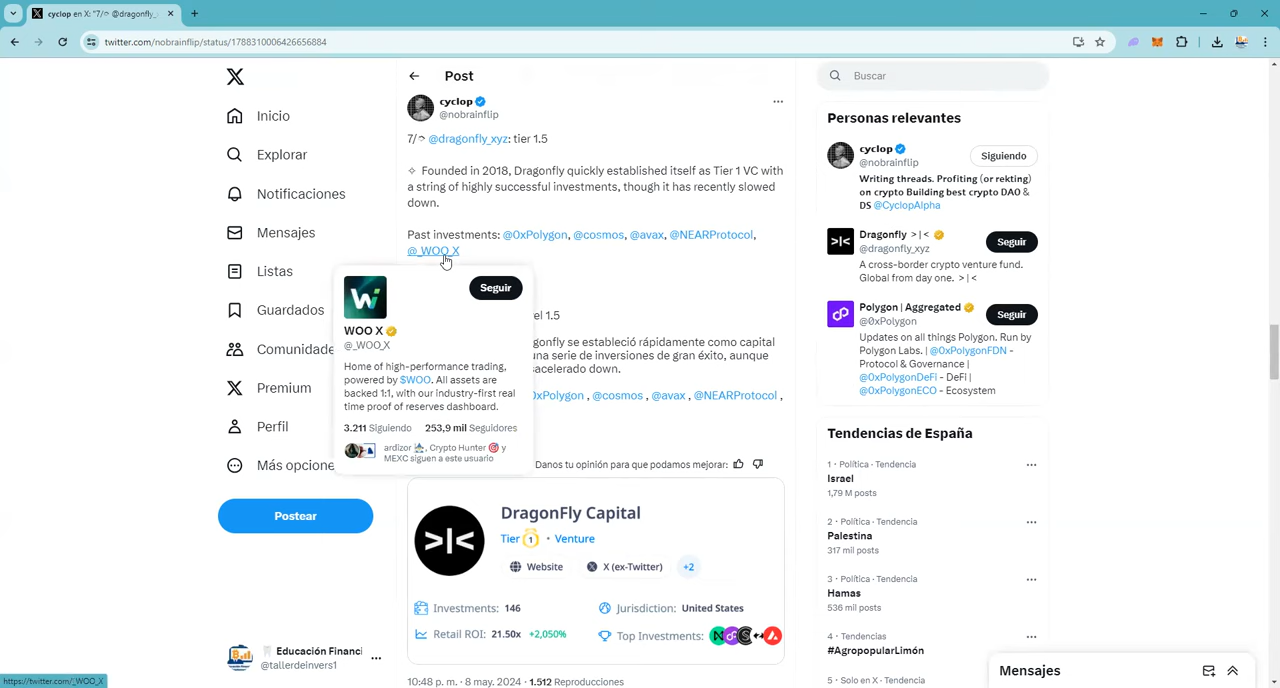 cyclop en X: "7/ @dragonfly_
twitter.com/nobrainflip/status/1788310006426656884
Inicio
Explorar
Notificaciones
Mensajes
Listas
Guardados
Comunidade
Premium
Perfil
Más opcione
Postear
Educación Financi
@tallerdeinvers1
https://twitter.com/_WOO_X
Post
cyclop
@nobrainflip
7/ @dragonfly_xyz: tier 1.5
✧ Founded in 2018, Dragonfly quickly established itself as Tier 1 VC with
a string of highly successful investments, though it has recently slowed
down.
Past investments: @0xPolygon, @cosmos, @avax, @NEARProtocol,
@_WOO_X
el 1.5
agonfly se estableció rápidamente como capital
una serie de inversiones de gran éxito, aunque
sacelerado down.
0xPolygon , @cosmos , @avax , @NEARProtocol ,
Seguir
WOO X
@_WOO_X
Home of high-performance trading,
powered by $WOO. All assets are
backed 1:1, with our industry-first real
time proof of reserves dashboard.
3.211 Siguiendo 253,9 mil Seguidores
ardizor, Crypto Hunter y
MEXC siguen a este usuario
Danos tu opinión para que podamos mejorar:
DragonFly Capital
Tier 1 · Venture
Website X (ex-Twitter) +2
Investments: 146 Jurisdiction: United States
Retail ROI: 21.50x +2,050% Top Investments:
10:48 p. m. · 8 may. 2024 · 1.512 Reproducciones
Buscar
Personas relevantes
cyclop
@nobrainflip
Siguiendo
Writing threads. Profiting (or rekting)
on crypto Building best crypto DAO &
DS @CyclopAlpha
Dragonfly >|<
@dragonfly_xyz
Seguir
A cross-border crypto venture fund.
Global from day one. >|<
Polygon | Aggregated
@0xPolygon
Seguir
Updates on all things Polygon. Run by
Polygon Labs. | @0xPolygonFDN -
Protocol & Governance |
@0xPolygonDeFi - DeFi |
@0xPolygonECO - Ecosystem
Tendencias de España
1 · Política · Tendencia
Israel
1,79 M posts
2 · Política · Tendencia
Palestina
317 mil posts
3 · Política · Tendencia
Hamas
536 mil posts
4 · Tendencias
#AgropopularLimón
5 · Solo en X · Tendencia
Mensajes